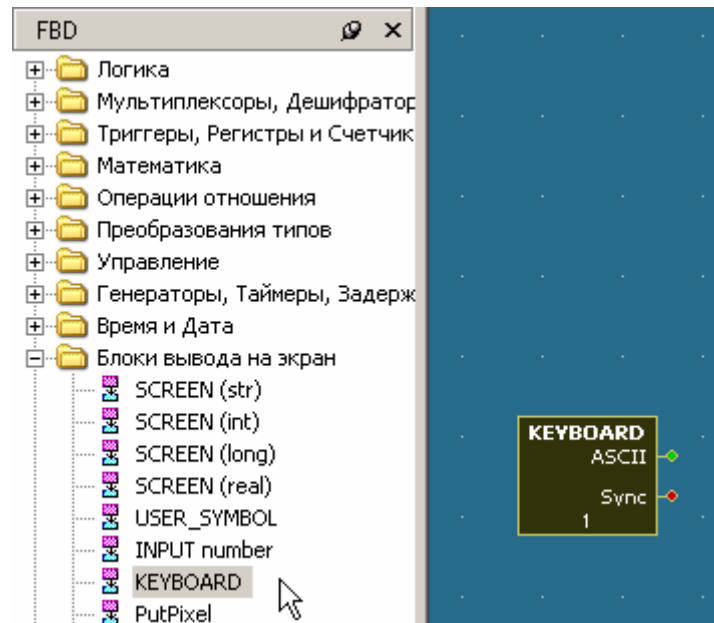 FBD
Логика
Мультиплексоры, Дешифратор
Триггеры, Регистры и Счетчик
Математика
Операции отношения
Преобразования типов
Управление
Генераторы, Таймеры, Задерж
Время и Дата
Блоки вывода на экран
SCREEN (str)
SCREEN (int)
SCREEN (long)
SCREEN (real)
USER_SYMBOL
INPUT number
KEYBOARD
PutPixel
KEYBOARD
ASCII
Sync
1